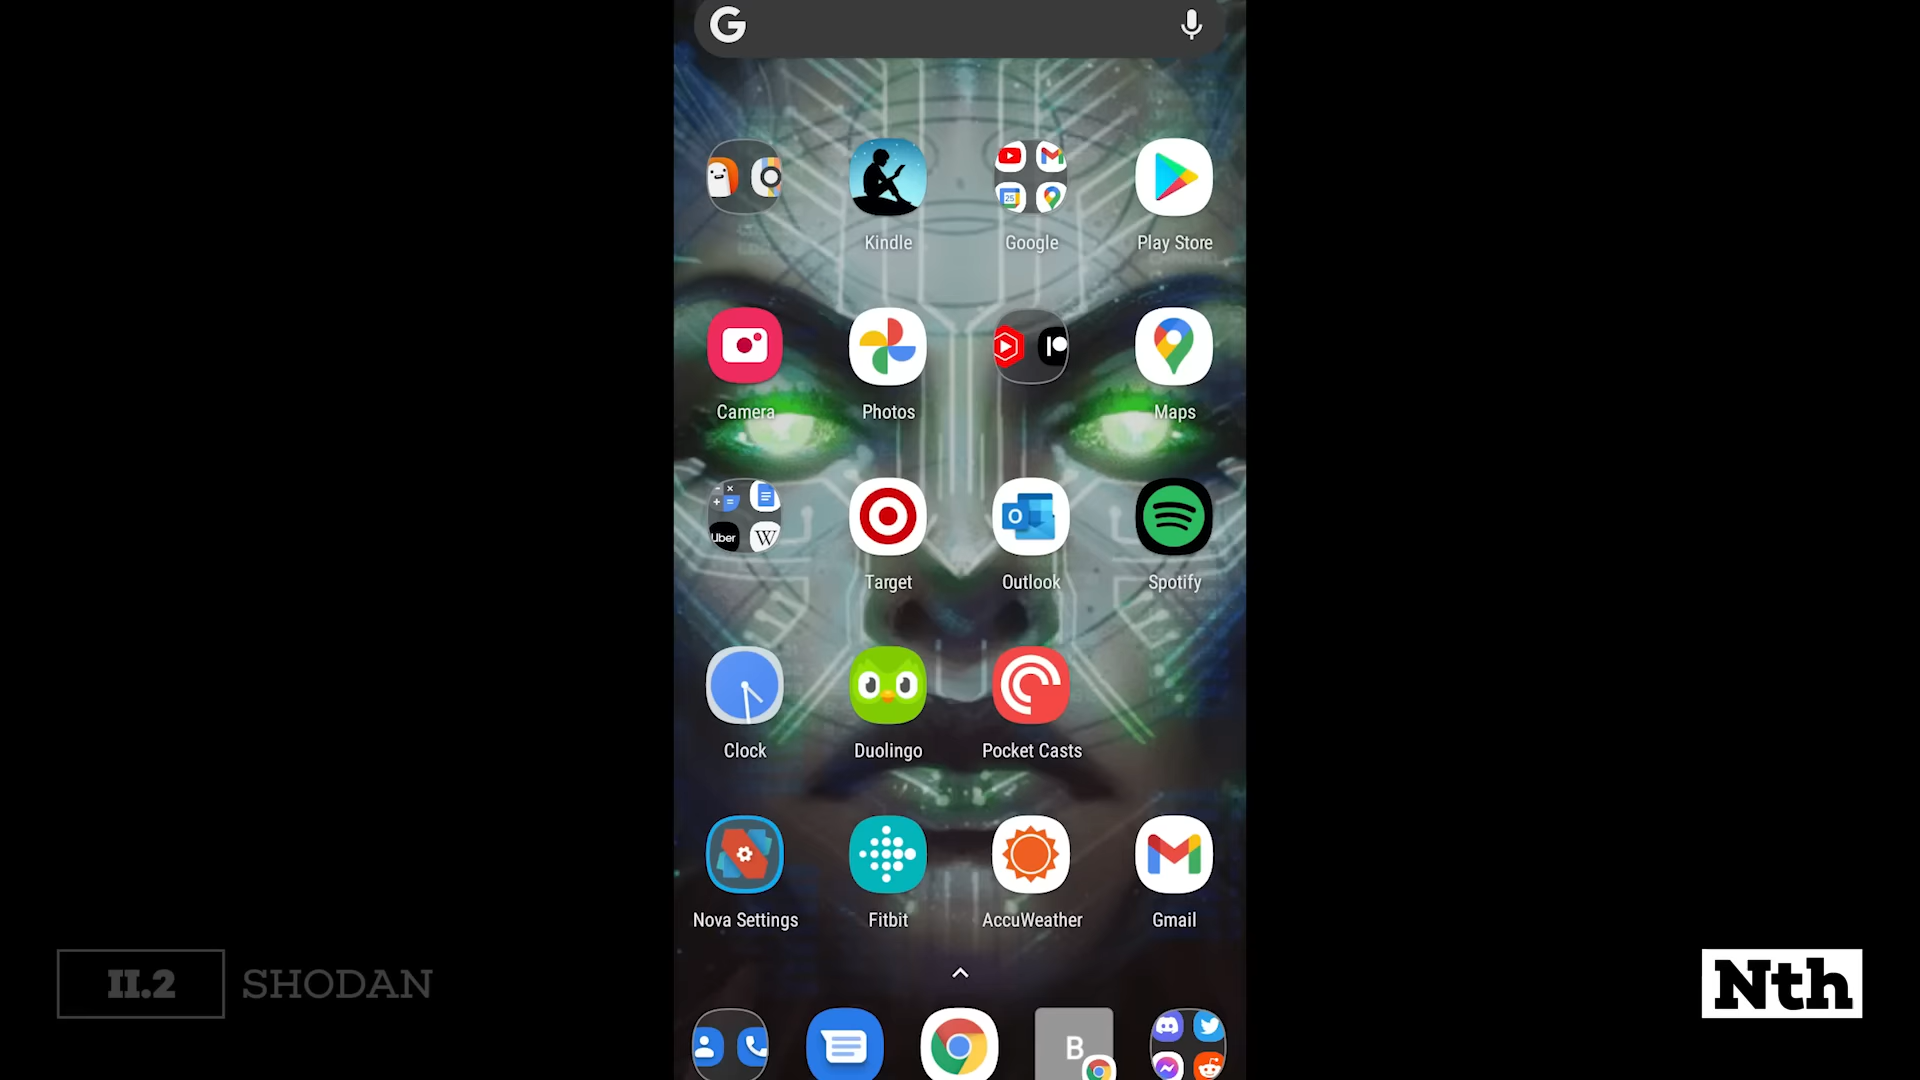 G
25
Kindle
Google
Play Store
Camera
Photos
Maps
Uber
W
O
Target
Outlook
Spotify
Clock
Duolingo
Pocket Casts
Nova Settings
Fitbit
AccuWeather
Gmail
II.2
SHODAN
Nth
B